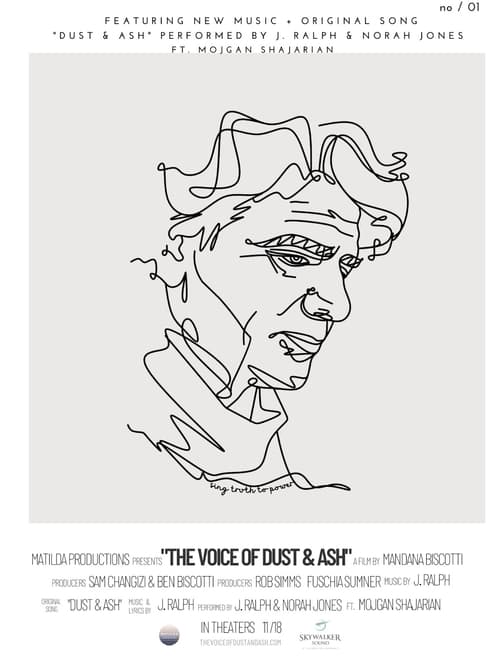 no / 01
FEATURING NEW MUSIC + ORIGINAL SONG
"DUST & ASH" PERFORMED BY J. RALPH & NORAH JONES
FT. MOJGAN SHAJARIAN
sing truth to power
MATILDA PRODUCTIONS PRESENTS "THE VOICE OF DUST & ASH" A FILM BY MANDANA BISCOTTI
PRODUCERS SAM CHANGIZI & BEN BISCOTTI PRODUCERS ROB SIMMS FUSCHIA SUMNER MUSIC BY J. RALPH
ORIGINAL SONG "DUST & ASH" MUSIC & LYRICS BY J. RALPH PERFORMED BY J. RALPH & NORAH JONES FT. MOJGAN SHAJARIAN
IN THEATERS 11/18
THEVOICEOFDUSTANDASH.COM
SKYWALKER
SOUND